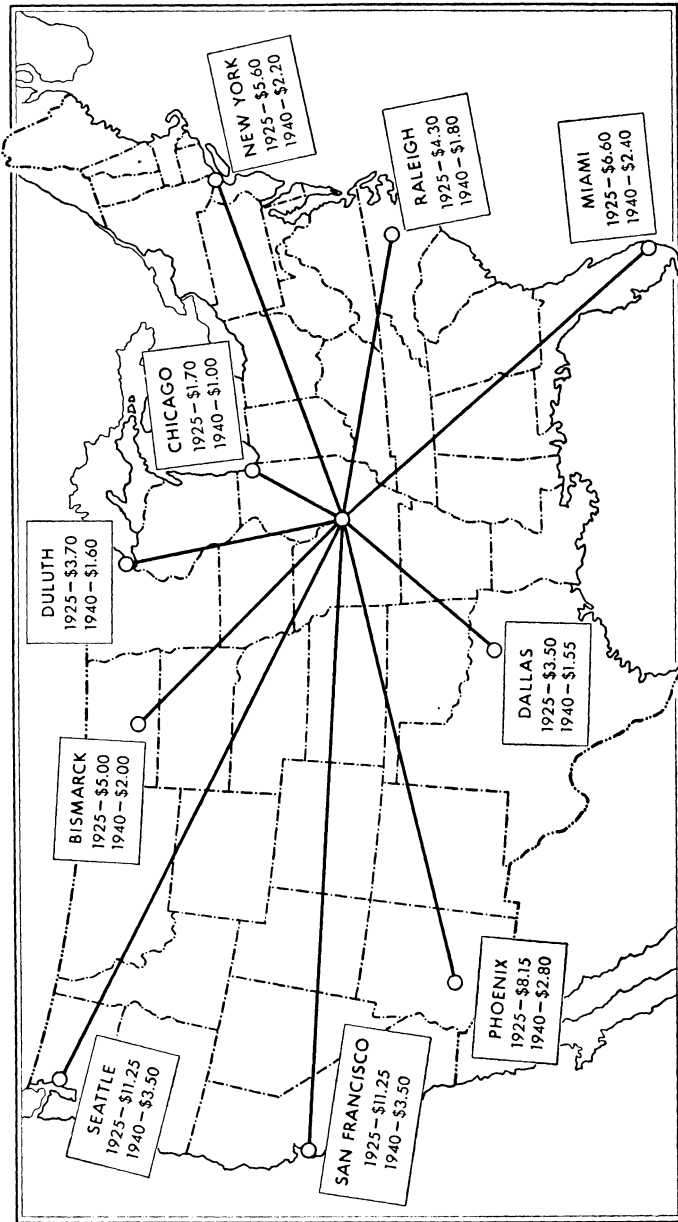 SEATTLE
1925—$11.25
1940—$3.50
BISMARCK
1925—$5.00
1940—$2.00
DULUTH
1925—$3.70
1940—$1.60
CHICAGO
1925—$1.70
1940—$1.00
NEW YORK
1925—$5.60
1940—$2.20
SAN FRANCISCO
1925—$11.25
1940—$3.50
PHOENIX
1925—$8.15
1940—$2.80
DALLAS
1925—$3.50
1940—$1.55
RALEIGH
1925—$4.30
1940—$1.80
MIAMI
1925—$6.60
1940—$2.40